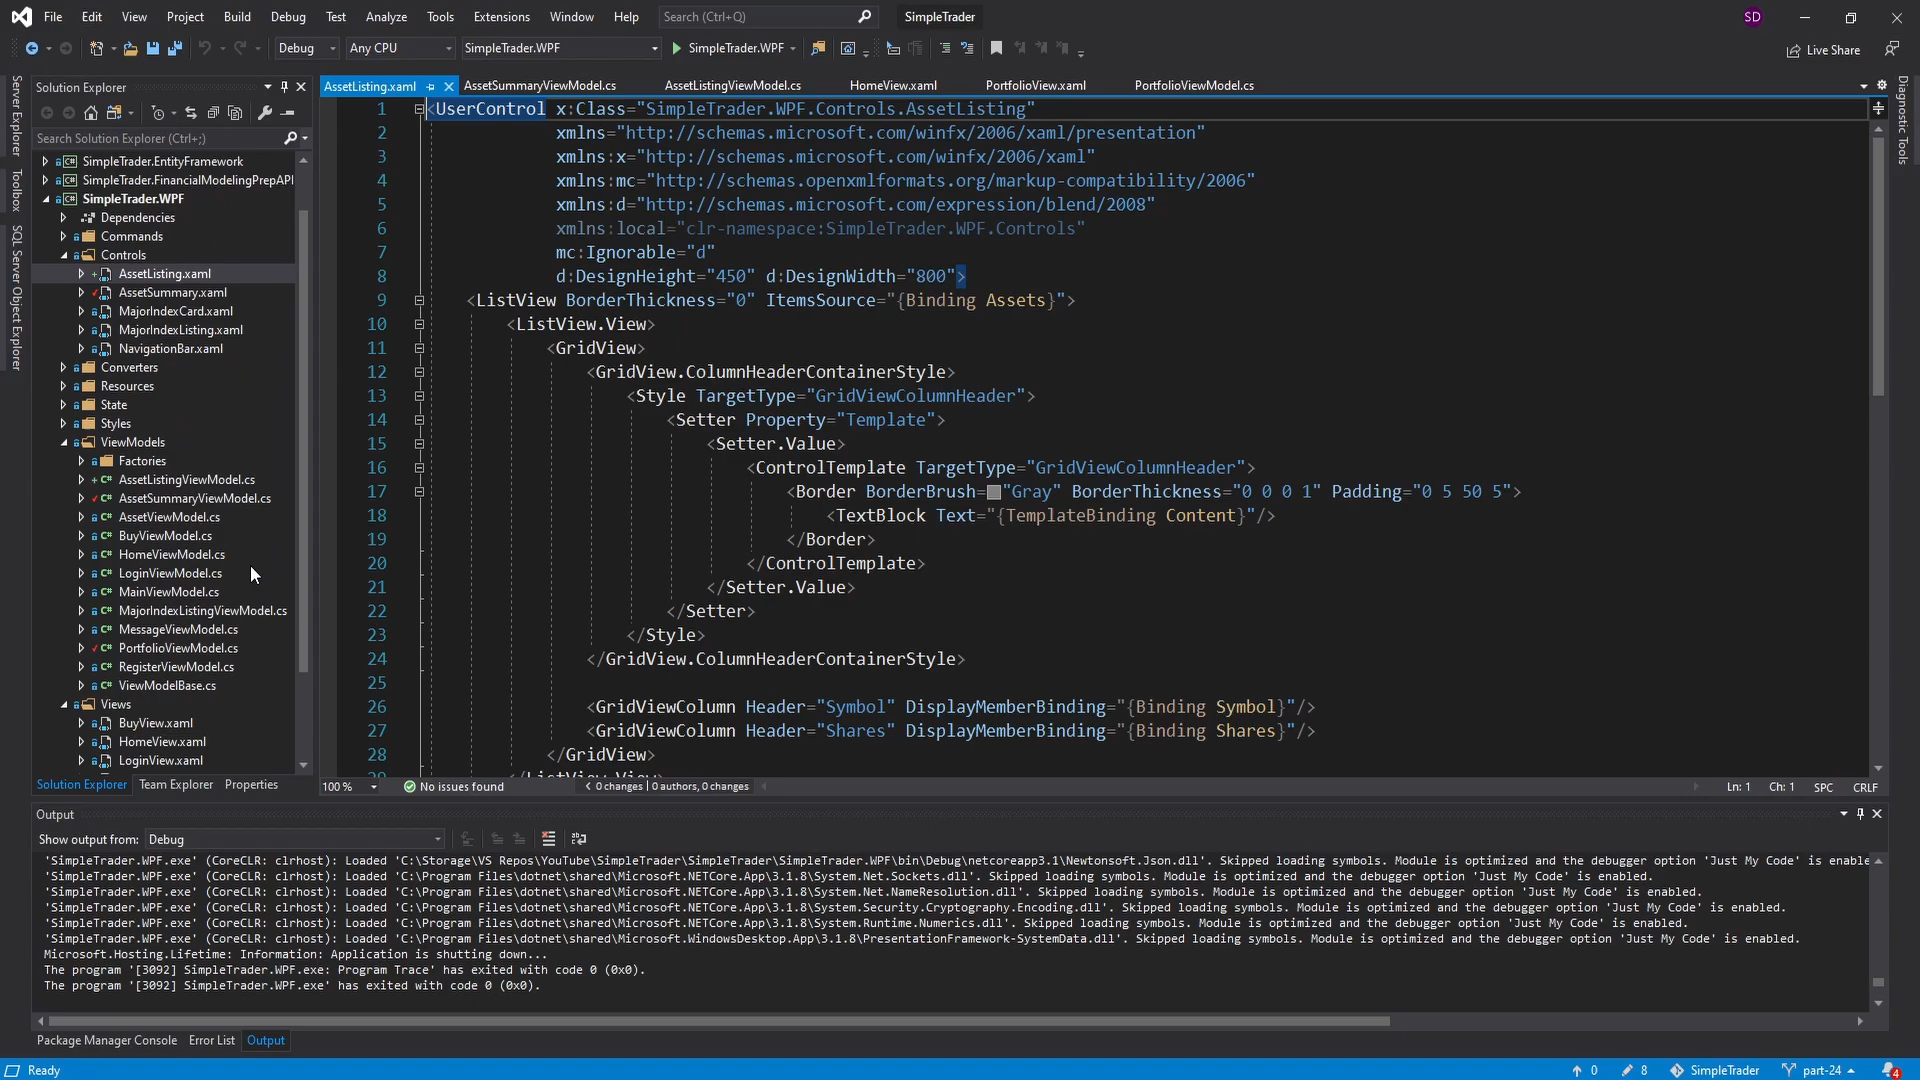 File Edit View Project Build Debug Test Analyze Tools Extensions Window Help Search (Ctrl+Q) SimpleTrader SD
Debug Any CPU SimpleTrader.WPF SimpleTrader.WPF Live Share
Server Explorer
Toolbox
SQL Server Object Explorer
Solution Explorer
Search Solution Explorer (Ctrl+;)
SimpleTrader.EntityFramework
SimpleTrader.FinancialModelingPrepAPI
SimpleTrader.WPF
Dependencies
Commands
Controls
AssetListing.xaml
AssetSummary.xaml
MajorIndexCard.xaml
MajorIndexListing.xaml
NavigationBar.xaml
Converters
Resources
State
Styles
ViewModels
Factories
AssetListingViewModel.cs
AssetSummaryViewModel.cs
AssetViewModel.cs
BuyViewModel.cs
HomeViewModel.cs
LoginViewModel.cs
MainViewModel.cs
MajorIndexListingViewModel.cs
MessageViewModel.cs
PortfolioViewModel.cs
RegisterViewModel.cs
ViewModelBase.cs
Views
BuyView.xaml
HomeView.xaml
LoginView.xaml
Solution Explorer Team Explorer Properties
AssetListing.xaml AssetSummaryViewModel.cs AssetListingViewModel.cs HomeView.xaml PortfolioView.xaml PortfolioViewModel.cs
1 <UserControl x:Class="SimpleTrader.WPF.Controls.AssetListing"
2 xmlns="http://schemas.microsoft.com/winfx/2006/xaml/presentation"
3 xmlns:x="http://schemas.microsoft.com/winfx/2006/xaml"
4 xmlns:mc="http://schemas.openxmlformats.org/markup-compatibility/2006"
5 xmlns:d="http://schemas.microsoft.com/expression/blend/2008"
6 xmlns:local="clr-namespace:SimpleTrader.WPF.Controls"
7 mc:Ignorable="d"
8 d:DesignHeight="450" d:DesignWidth="800">
9 <ListView BorderThickness="0" ItemsSource="{Binding Assets}">
10 <ListView.View>
11 <GridView>
12 <GridView.ColumnHeaderContainerStyle>
13 <Style TargetType="GridViewColumnHeader">
14 <Setter Property="Template">
15 <Setter.Value>
16 <ControlTemplate TargetType="GridViewColumnHeader">
17 <Border BorderBrush="Gray" BorderThickness="0 0 0 1" Padding="0 5 50 5">
18 <TextBlock Text="{TemplateBinding Content}"/>
19 </Border>
20 </ControlTemplate>
21 </Setter.Value>
22 </Setter>
23 </Style>
24 </GridView.ColumnHeaderContainerStyle>
25
26 <GridViewColumn Header="Symbol" DisplayMemberBinding="{Binding Symbol}"/>
27 <GridViewColumn Header="Shares" DisplayMemberBinding="{Binding Shares}"/>
28 </GridView>
29 </ListView.View>
100 % No issues found 0 changes | 0 authors, 0 changes Ln: 1 Ch: 1 SPC CRLF
Diagnostic Tools
Output
Show output from: Debug
'SimpleTrader.WPF.exe' (CoreCLR: clrhost): Loaded 'C:\Storage\VS Repos\YouTube\SimpleTrader\SimpleTrader\SimpleTrader.WPF\bin\Debug\netcoreapp3.1\Newtonsoft.Json.dll'. Skipped loading symbols. Module is optimized and the debugger option 'Just My Code' is enable
'SimpleTrader.WPF.exe' (CoreCLR: clrhost): Loaded 'C:\Program Files\dotnet\shared\Microsoft.NETCore.App\3.1.8\System.Net.Sockets.dll'. Skipped loading symbols. Module is optimized and the debugger option 'Just My Code' is enabled.
'SimpleTrader.WPF.exe' (CoreCLR: clrhost): Loaded 'C:\Program Files\dotnet\shared\Microsoft.NETCore.App\3.1.8\System.Net.NameResolution.dll'. Skipped loading symbols. Module is optimized and the debugger option 'Just My Code' is enabled.
'SimpleTrader.WPF.exe' (CoreCLR: clrhost): Loaded 'C:\Program Files\dotnet\shared\Microsoft.NETCore.App\3.1.8\System.Security.Cryptography.Encoding.dll'. Skipped loading symbols. Module is optimized and the debugger option 'Just My Code' is enabled.
'SimpleTrader.WPF.exe' (CoreCLR: clrhost): Loaded 'C:\Program Files\dotnet\shared\Microsoft.NETCore.App\3.1.8\System.Runtime.Numerics.dll'. Skipped loading symbols. Module is optimized and the debugger option 'Just My Code' is enabled.
'SimpleTrader.WPF.exe' (CoreCLR: clrhost): Loaded 'C:\Program Files\dotnet\shared\Microsoft.WindowsDesktop.App\3.1.8\PresentationFramework-SystemData.dll'. Skipped loading symbols. Module is optimized and the debugger option 'Just My Code' is enabled.
Microsoft.Hosting.Lifetime: Information: Application is shutting down...
The program '[3092] SimpleTrader.WPF.exe: Program Trace' has exited with code 0 (0x0).
The program '[3092] SimpleTrader.WPF.exe' has exited with code 0 (0x0).
Package Manager Console Error List Output
Ready 0 8 SimpleTrader part-24 4